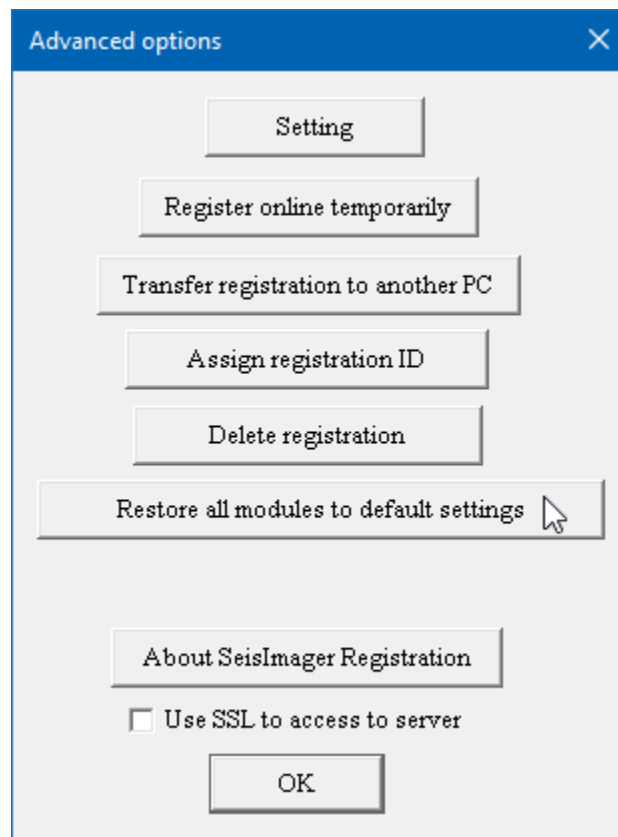 Advanced options
Setting
Register online temporarily
Transfer registration to another PC
Assign registration ID
Delete registration
Restore all modules to default settings
About SeisImager Registration
Use SSL to access to server
OK